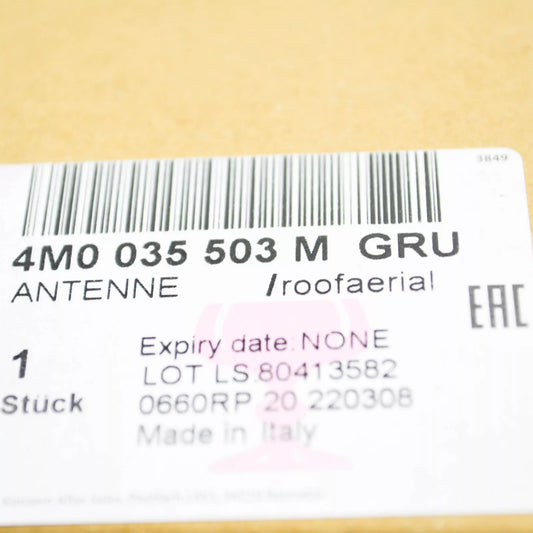 3849
4M0 035 503 M GRU
ANTENNE /roofaerial
EAC
1
Stück
Expiry date:NONE
LOT LS.80413582
0660RP 20 220308
Made in Italy